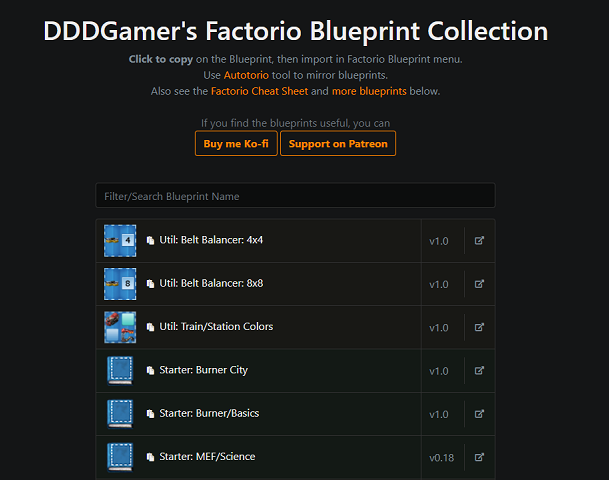 DDDGamer's Factorio Blueprint Collection
Click to copy on the Blueprint, then import in Factorio Blueprint menu.
Use Autotorio tool to mirror blueprints.
Also see the Factorio Cheat Sheet and more blueprints below.
If you find the blueprints useful, you can
Buy me Ko-fi Support on Patreon
Filter/Search Blueprint Name
4 Util: Belt Balancer: 4x4 v1.0
8 Util: Belt Balancer: 8x8 v1.0
Util: Train/Station Colors v1.0
Starter: Burner City v1.0
Starter: Burner/Basics v1.0
Starter: MEF/Science v0.18